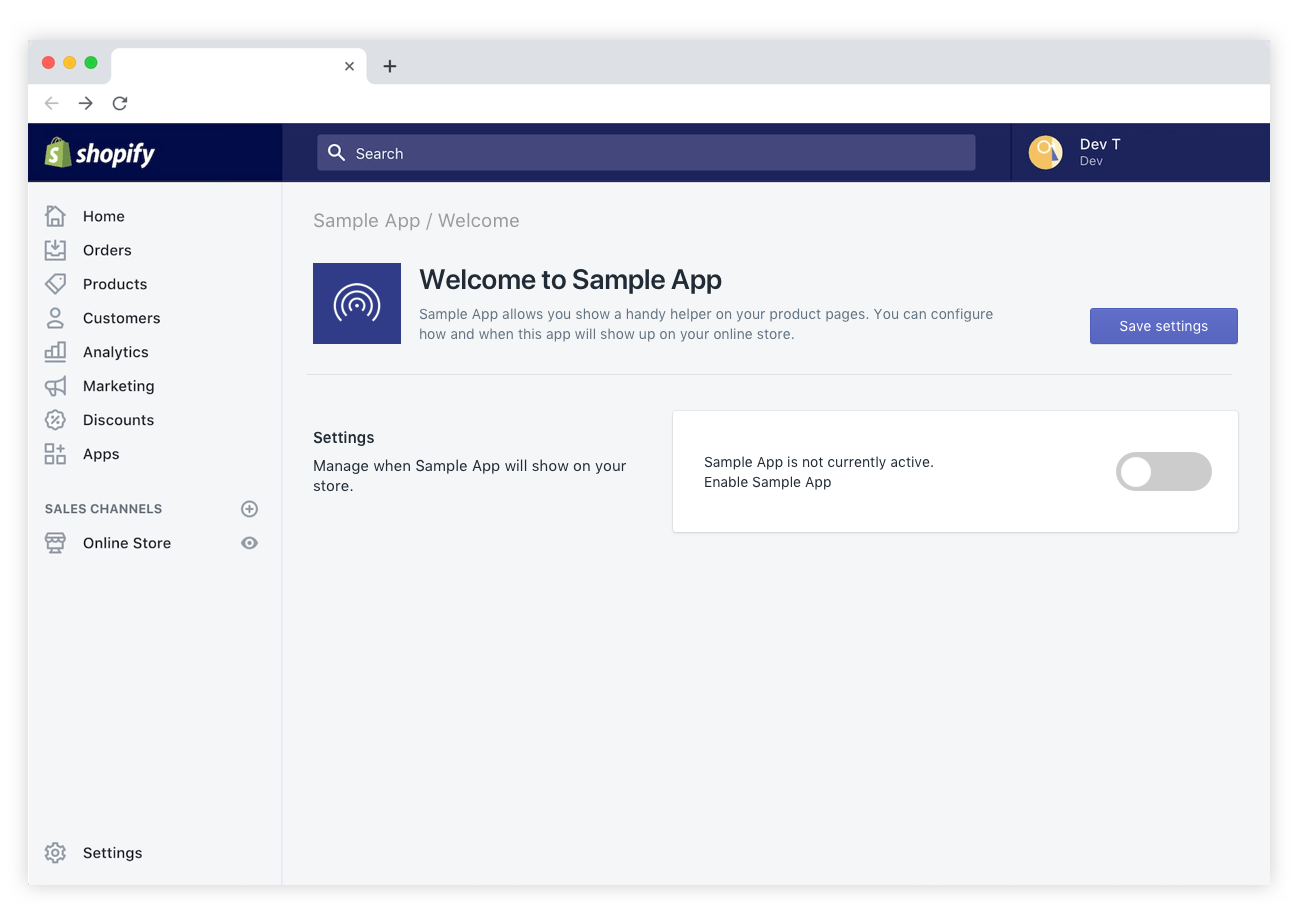 shopify
Search
Dev T
Dev
Home
Orders
Products
Customers
Analytics
Marketing
Discounts
Apps
SALES CHANNELS
Online Store
Settings
Sample App / Welcome
Welcome to Sample App
Sample App allows you show a handy helper on your product pages. You can configure
how and when this app will show up on your online store.
Save settings
Settings
Manage when Sample App will show on your
store.
Sample App is not currently active.
Enable Sample App